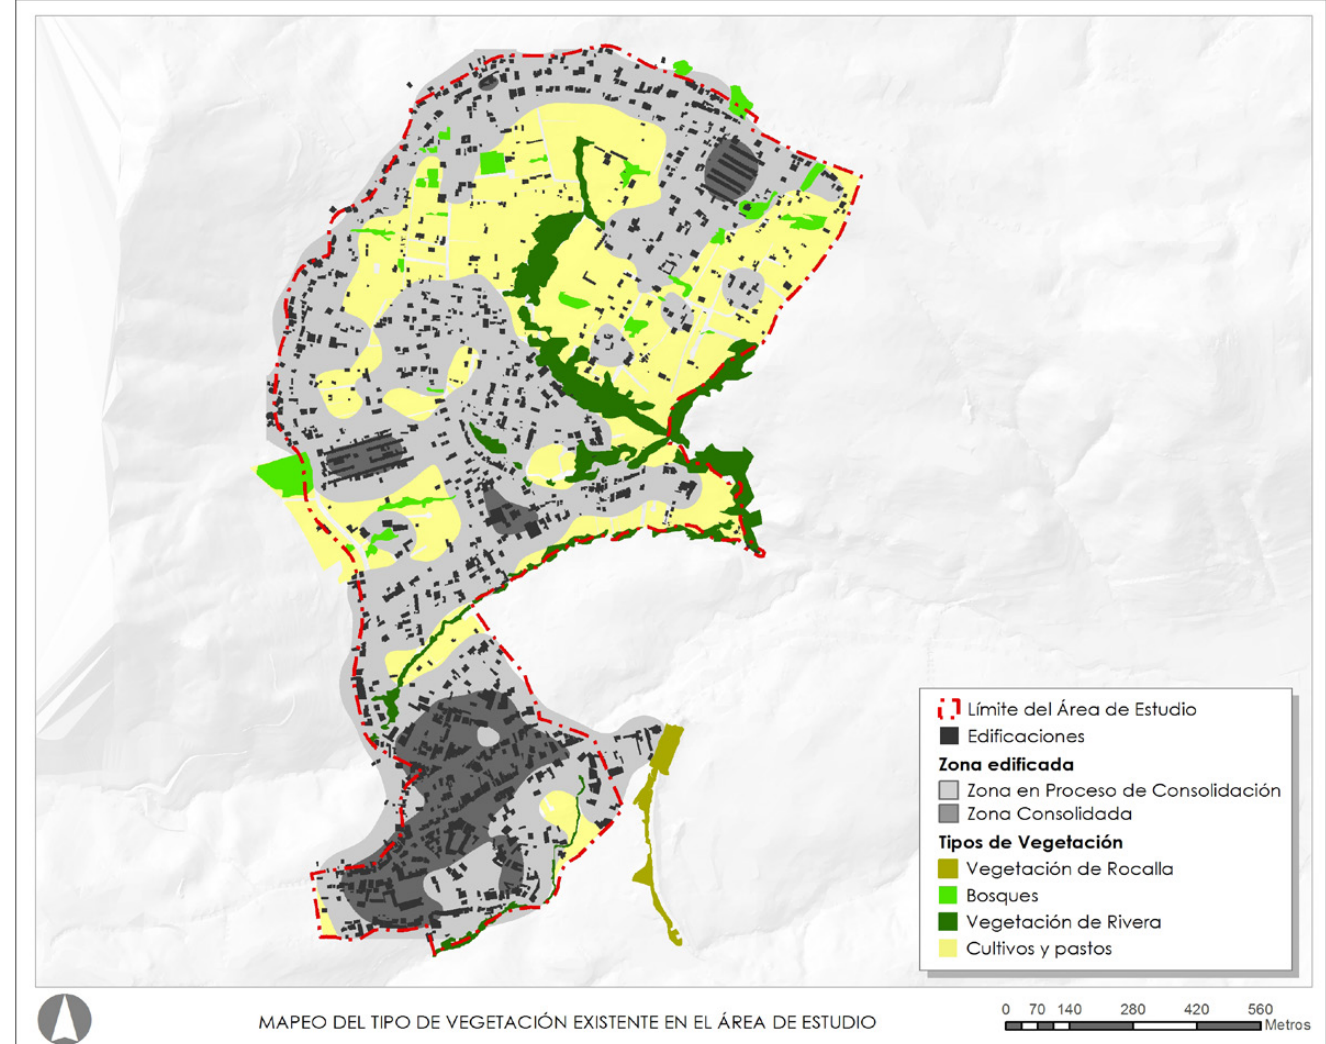 Límite del Área de Estudio
Edificaciones
Zona edificada
Zona en Proceso de Consolidación
Zona Consolidada
Tipos de Vegetación
Vegetación de Rocalla
Bosques
Vegetación de Rivera
Cultivos y pastos
MAPEO DEL TIPO DE VEGETACIÓN EXISTENTE EN EL ÁREA DE ESTUDIO
0 70 140 280 420 560
Metros